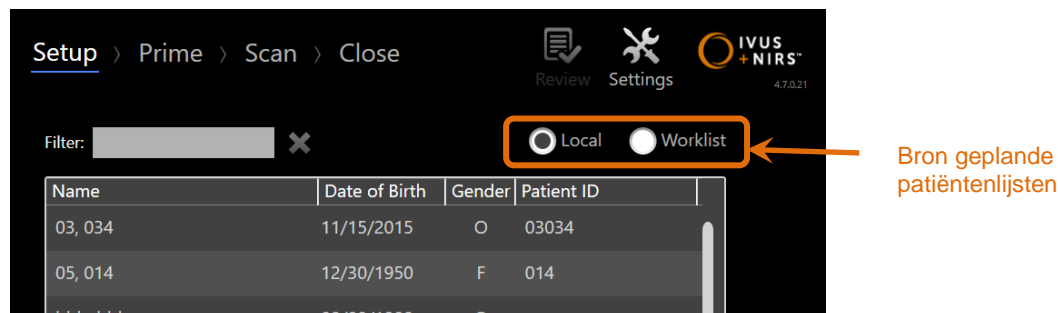 Setup > Prime > Scan > Close
Review Settings
IVUS
+NIRS™
4.7.0.21
Filter:
Local Worklist
Bron geplande
patiëntenlijsten
Name Date of Birth Gender Patient ID
03, 034 11/15/2015 O 03034
05, 014 12/30/1950 F 014